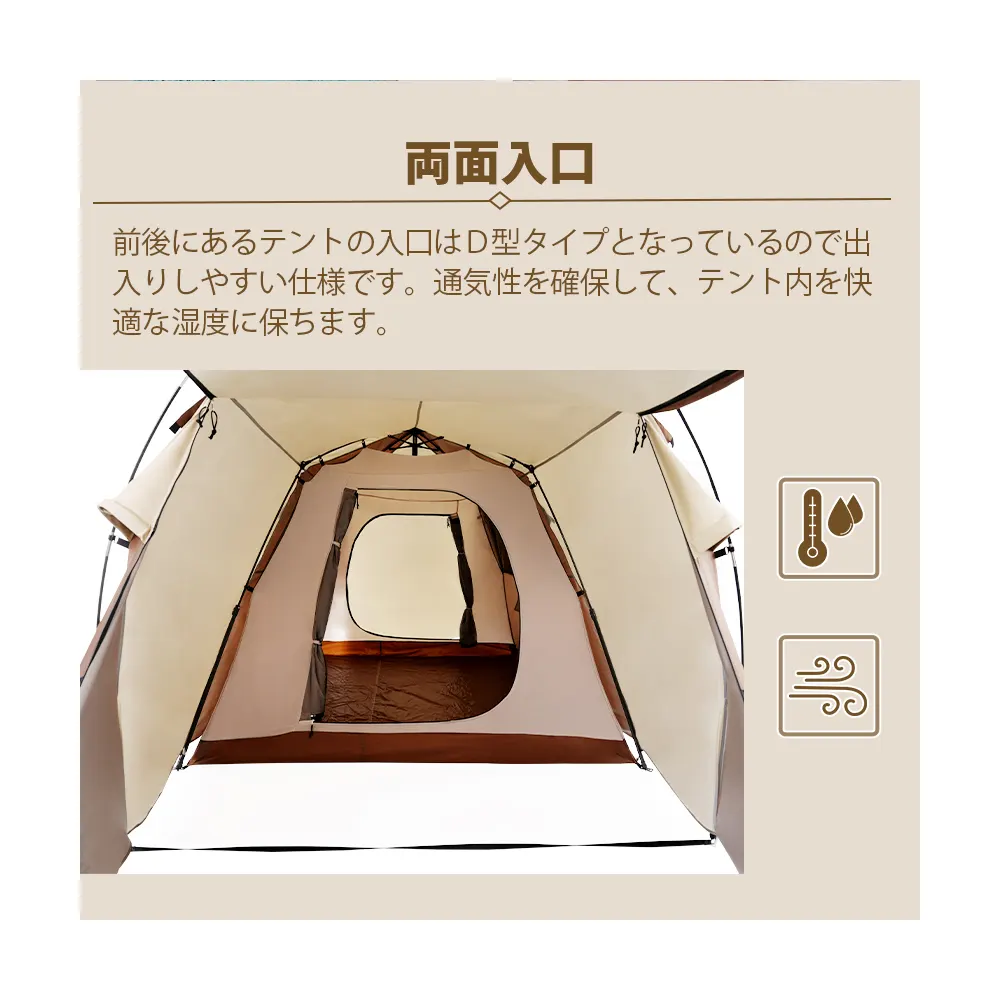 両面入口
前後にあるテントの入口はＤ型タイプとなっているので出
入りしやすい仕様です。通気性を確保して、テント内を快
適な湿度に保ちます。